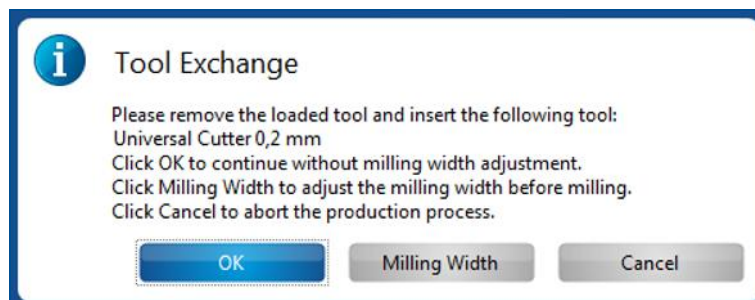 Tool Exchange
Please remove the loaded tool and insert the following tool:
Universal Cutter 0,2 mm
Click OK to continue without milling width adjustment.
Click Milling Width to adjust the milling width before milling.
Click Cancel to abort the production process.
OK Milling Width Cancel